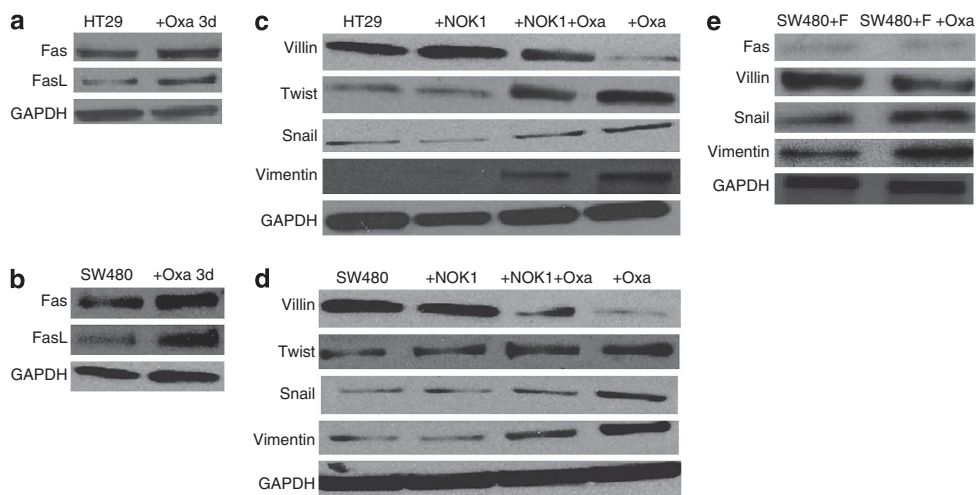 a
HT29 +Oxa 3d
Fas
FasL
GAPDH
b
SW480 +Oxa 3d
Fas
FasL
GAPDH
c
HT29 +NOK1 +NOK1+Oxa +Oxa
Villin
Twist
Snail
Vimentin
GAPDH
d
SW480 +NOK1 +NOK1+Oxa +Oxa
Villin
Twist
Snail
Vimentin
GAPDH
e
SW480+F SW480+F +Oxa
Fas
Villin
Snail
Vimentin
GAPDH